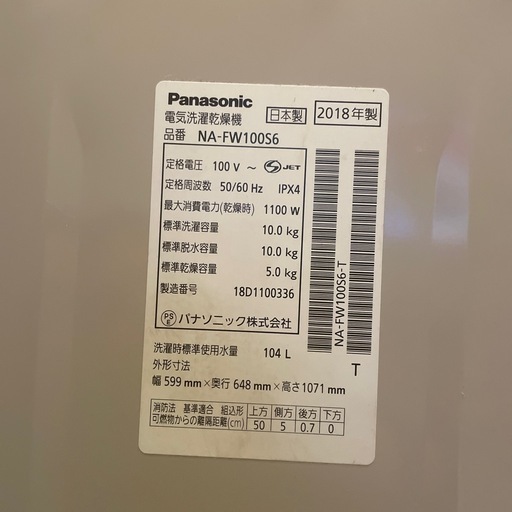 Panasonic
電気洗濯乾燥機 日本製 2018年製
品番 NA-FW100S6
定格電圧 100 V ～ S JET
定格周波数 50/60 Hz IPX4
最大消費電力(乾燥時) 1100 W
標準洗濯容量 10.0 kg
標準脱水容量 10.0 kg
標準乾燥容量 5.0 kg
製造番号 18D1100336
PS E パナソニック株式会社
NA-FW100S6-T
洗濯時標準使用水量 104 L
T
外形寸法
幅 599 mm×奥行 648 mm×高さ1071 mm
消防法 基準適合 組込形 上方 側方 後方 下方
可燃物からの離隔距離(cm) 50 5 0.7 0